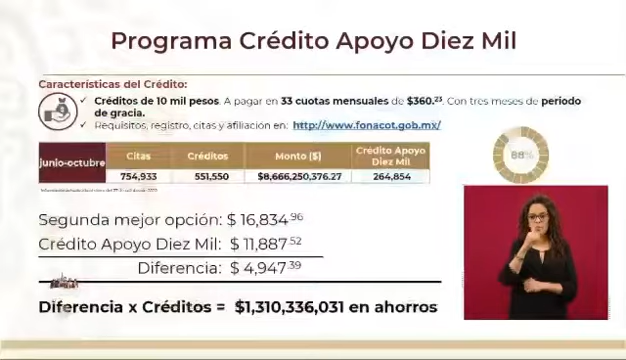 Programa Crédito Apoyo Diez Mil
Características del Crédito:
✓ Créditos de 10 mil pesos. A pagar en 33 cuotas mensuales de $360.²³. Con tres meses de periodo
de gracia.
✓ Requisitos, registro, citas y afiliación en: http://www.fonacot.gob.mx/
junio-octubre Citas Créditos Monto ($) Crédito Apoyo Diez Mil
754,933 551,550 $8,666,250,376.27 264,854
88%
Segunda mejor opción: $ 16,834.⁹⁶
Crédito Apoyo Diez Mil: $ 11,887.⁵²
Diferencia: $ 4,947.³⁹
Diferencia x Créditos = $1,310,336,031 en ahorros